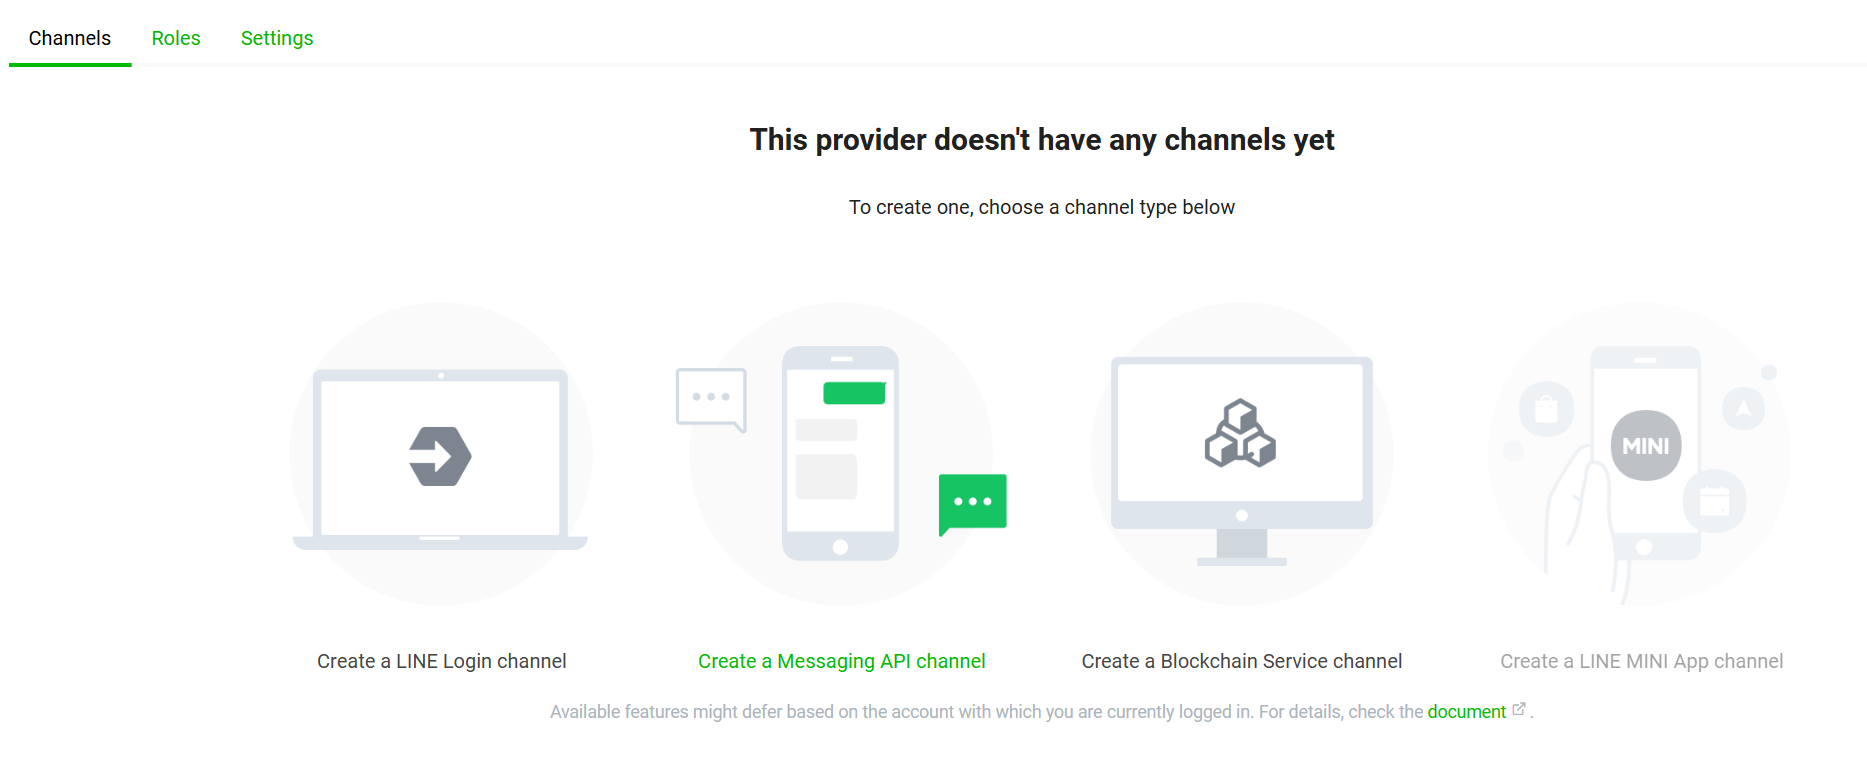 Channels Roles Settings
This provider doesn't have any channels yet
To create one, choose a channel type below
MINI
Create a LINE Login channel
Create a Messaging API channel
Create a Blockchain Service channel
Create a LINE MINI App channel
Available features might defer based on the account with which you are currently logged in. For details, check the document .